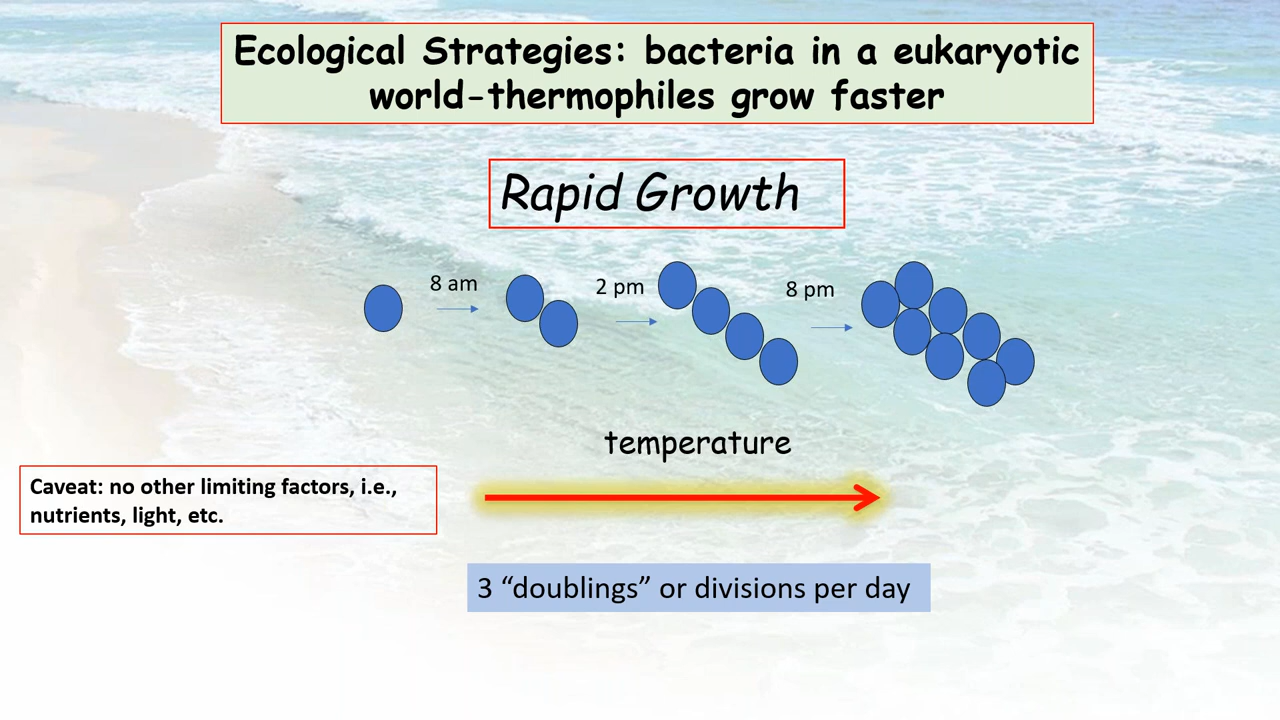 Ecological Strategies: bacteria in a eukaryotic
world-thermophiles grow faster
Rapid Growth
8 am
2 pm
8 pm
temperature
Caveat: no other limiting factors, i.e.,
nutrients, light, etc.
3 “doublings” or divisions per day